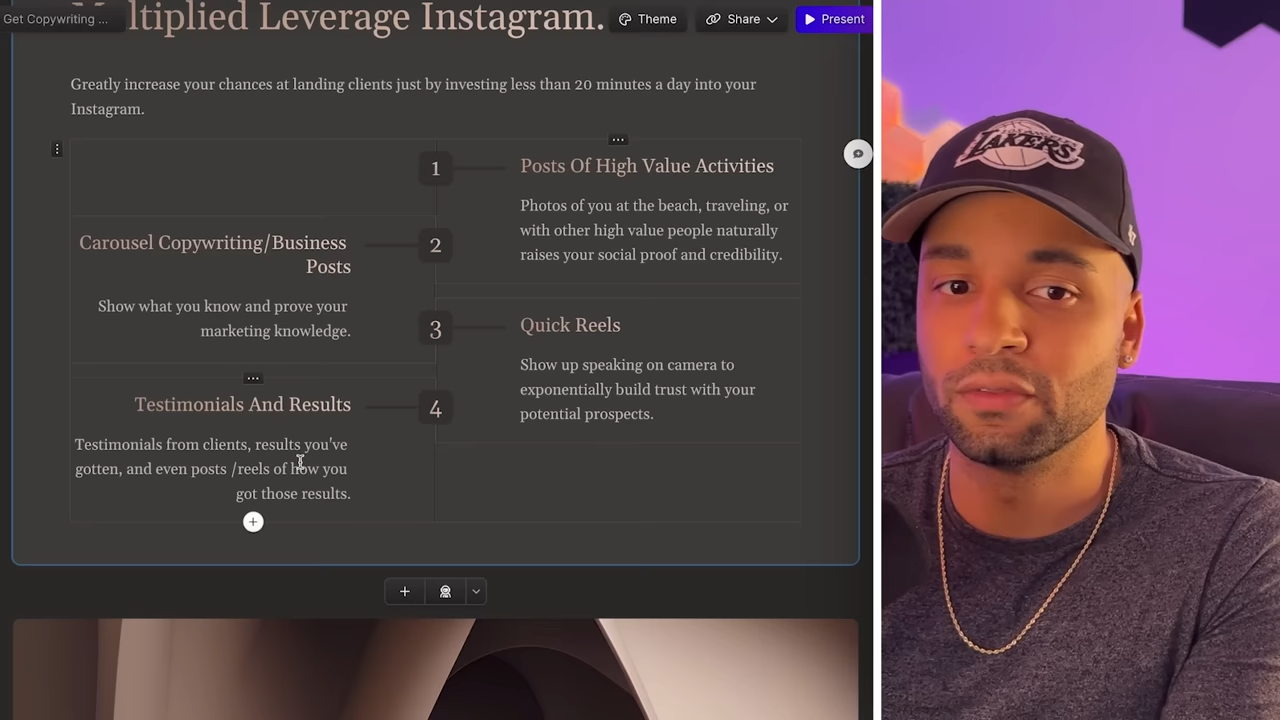 Multiplied Leverage Instagram.
Get Copywriting ...
Theme
Share
Present
Greatly increase your chances at landing clients just by investing less than 20 minutes a day into your
Instagram.
1
Posts Of High Value Activities
Photos of you at the beach, traveling, or
with other high value people naturally
raises your social proof and credibility.
Carousel Copywriting/Business
Posts
2
Show what you know and prove your
marketing knowledge.
3
Quick Reels
Show up speaking on camera to
exponentially build trust with your
potential prospects.
Testimonials And Results
4
Testimonials from clients, results you've
gotten, and even posts /reels of how you
got those results.
LAKERS